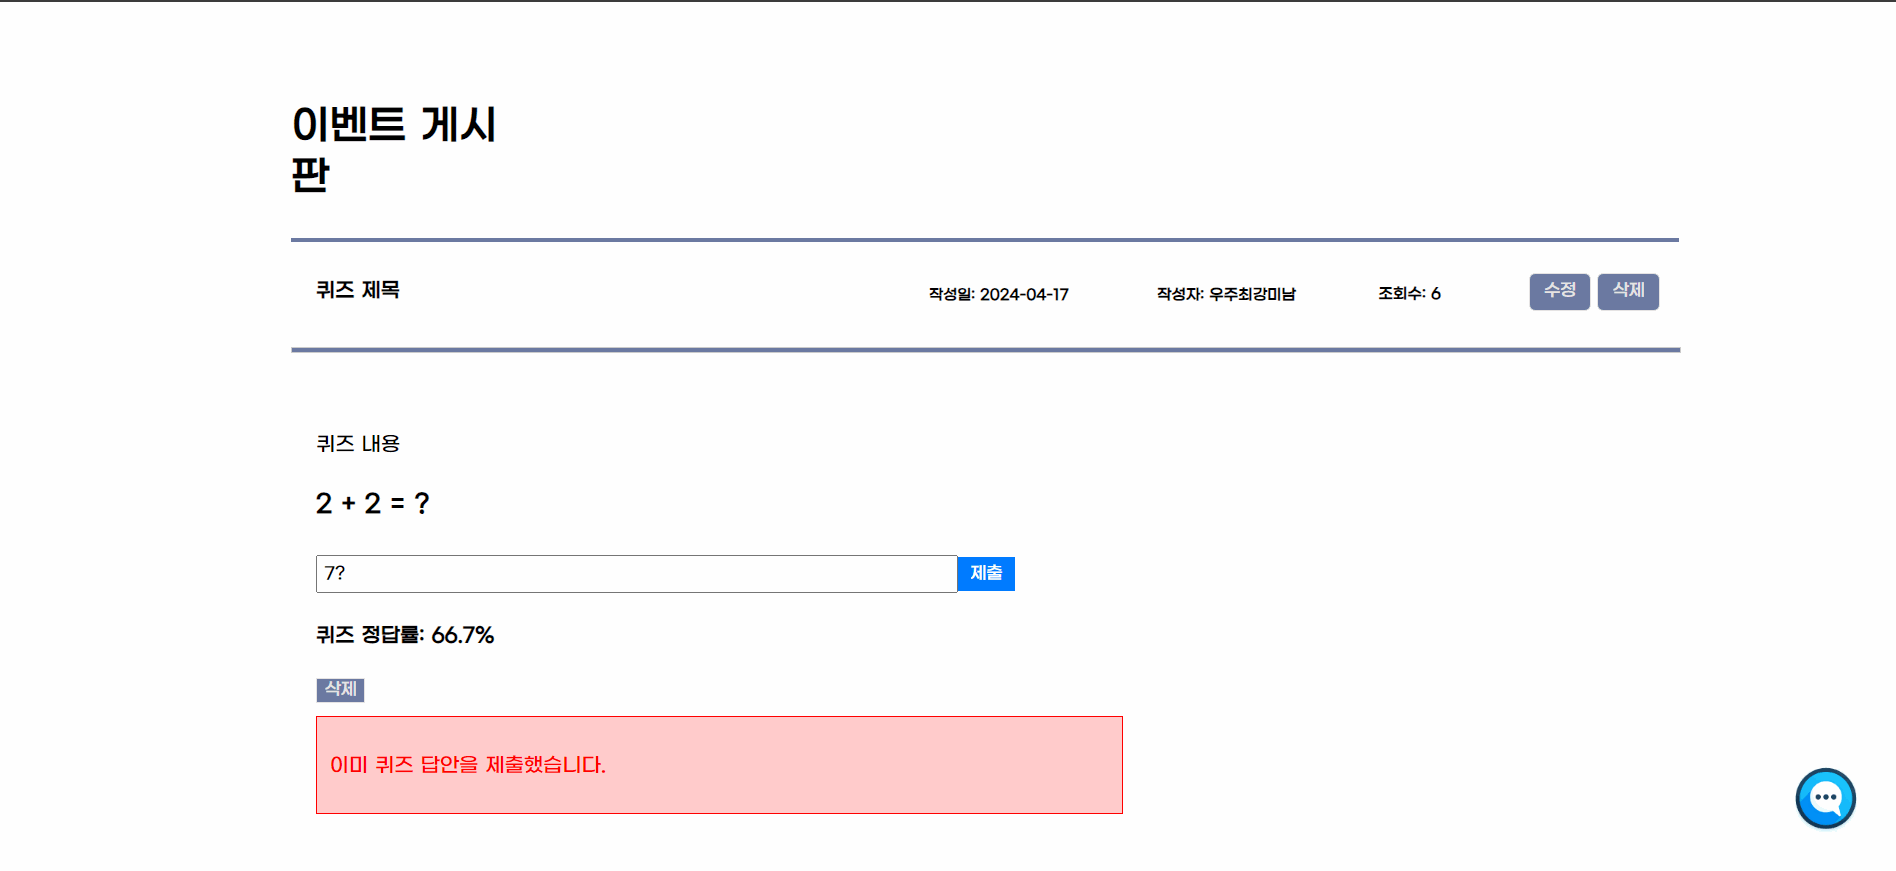 이벤트 게시
판
퀴즈 제목
작성일: 2024-04-17
작성자: 우주최강미남
조회수: 6
수정
삭제
퀴즈 내용
2 + 2 = ?
7?
제출
퀴즈 정답률: 66.7%
삭제
이미 퀴즈 답안을 제출했습니다.